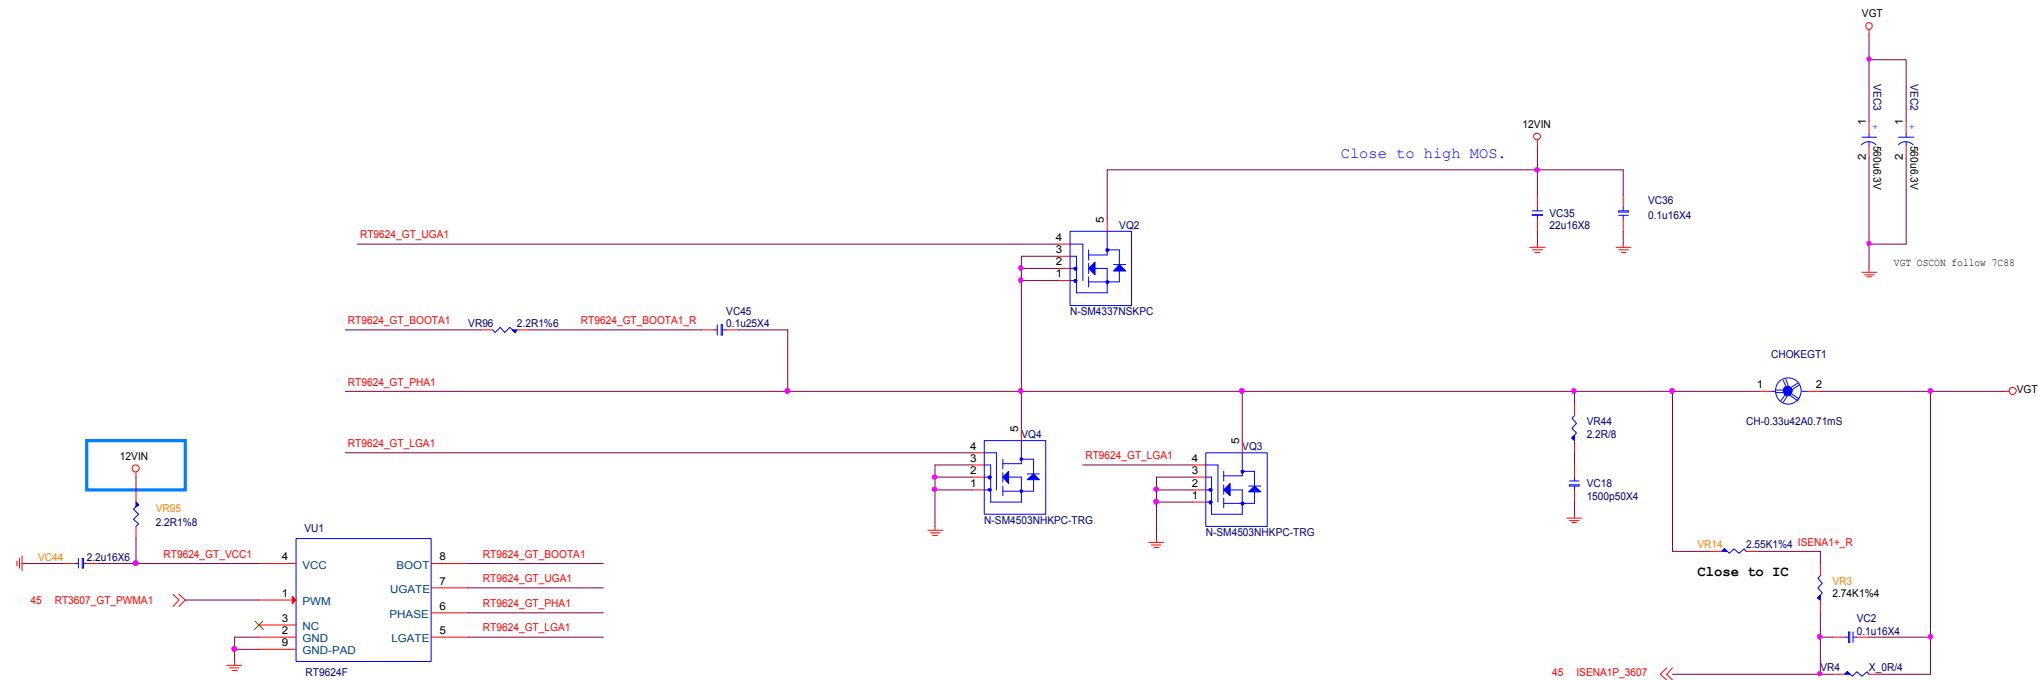 VGT
VEC3
VEC2
1
+
1
+
2
2
560u6.3V
560u6.3V
VGT OSCON follow 7C88
12VIN
Close to high MOS.
VC35
22u16X8
VC36
0.1u16X4
RT9624_GT_UGA1
5
VQ2
4
3
2
1
N-SM4337NSKPC
RT9624_GT_BOOTA1
VR96
2.2R1%6
RT9624_GT_BOOTA1_R
VC45
0.1u25X4
RT9624_GT_PHA1
CHOKEGT1
1
2
VGT
CH-0.33u42A0.71mS
RT9624_GT_LGA1
5
VQ4
4
3
2
1
N-SM4503NHKPC-TRG
RT9624_GT_LGA1
5
VQ3
4
3
2
1
N-SM4503NHKPC-TRG
VR44
2.2R/8
VC18
1500p50X4
12VIN
VR95
2.2R1%8
VC44
2.2u16X6
RT9624_GT_VCC1
VU1
4
VCC
BOOT
8
RT9624_GT_BOOTA1
UGATE
7
RT9624_GT_UGA1
45 RT3607_GT_PWMA1
1
PWM
PHASE
6
RT9624_GT_PHA1
3
NC
2
GND
LGATE
5
RT9624_GT_LGA1
9
GND-PAD
RT9624F
VR14
2.55K1%4
ISENA1+_R
Close to IC
VR3
2.74K1%4
VC2
0.1u16X4
45 ISENA1P_3607
VR4
X_0R/4